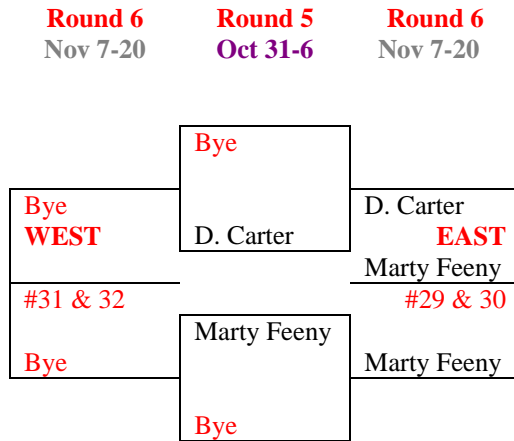 Round 6 Round 5 Round 6
Nov 7-20 Oct 31-6 Nov 7-20
Bye
Bye D. Carter
WEST D. Carter EAST
Marty Feeny
#31 & 32 #29 & 30
Marty Feeny
Bye Marty Feeny
Bye